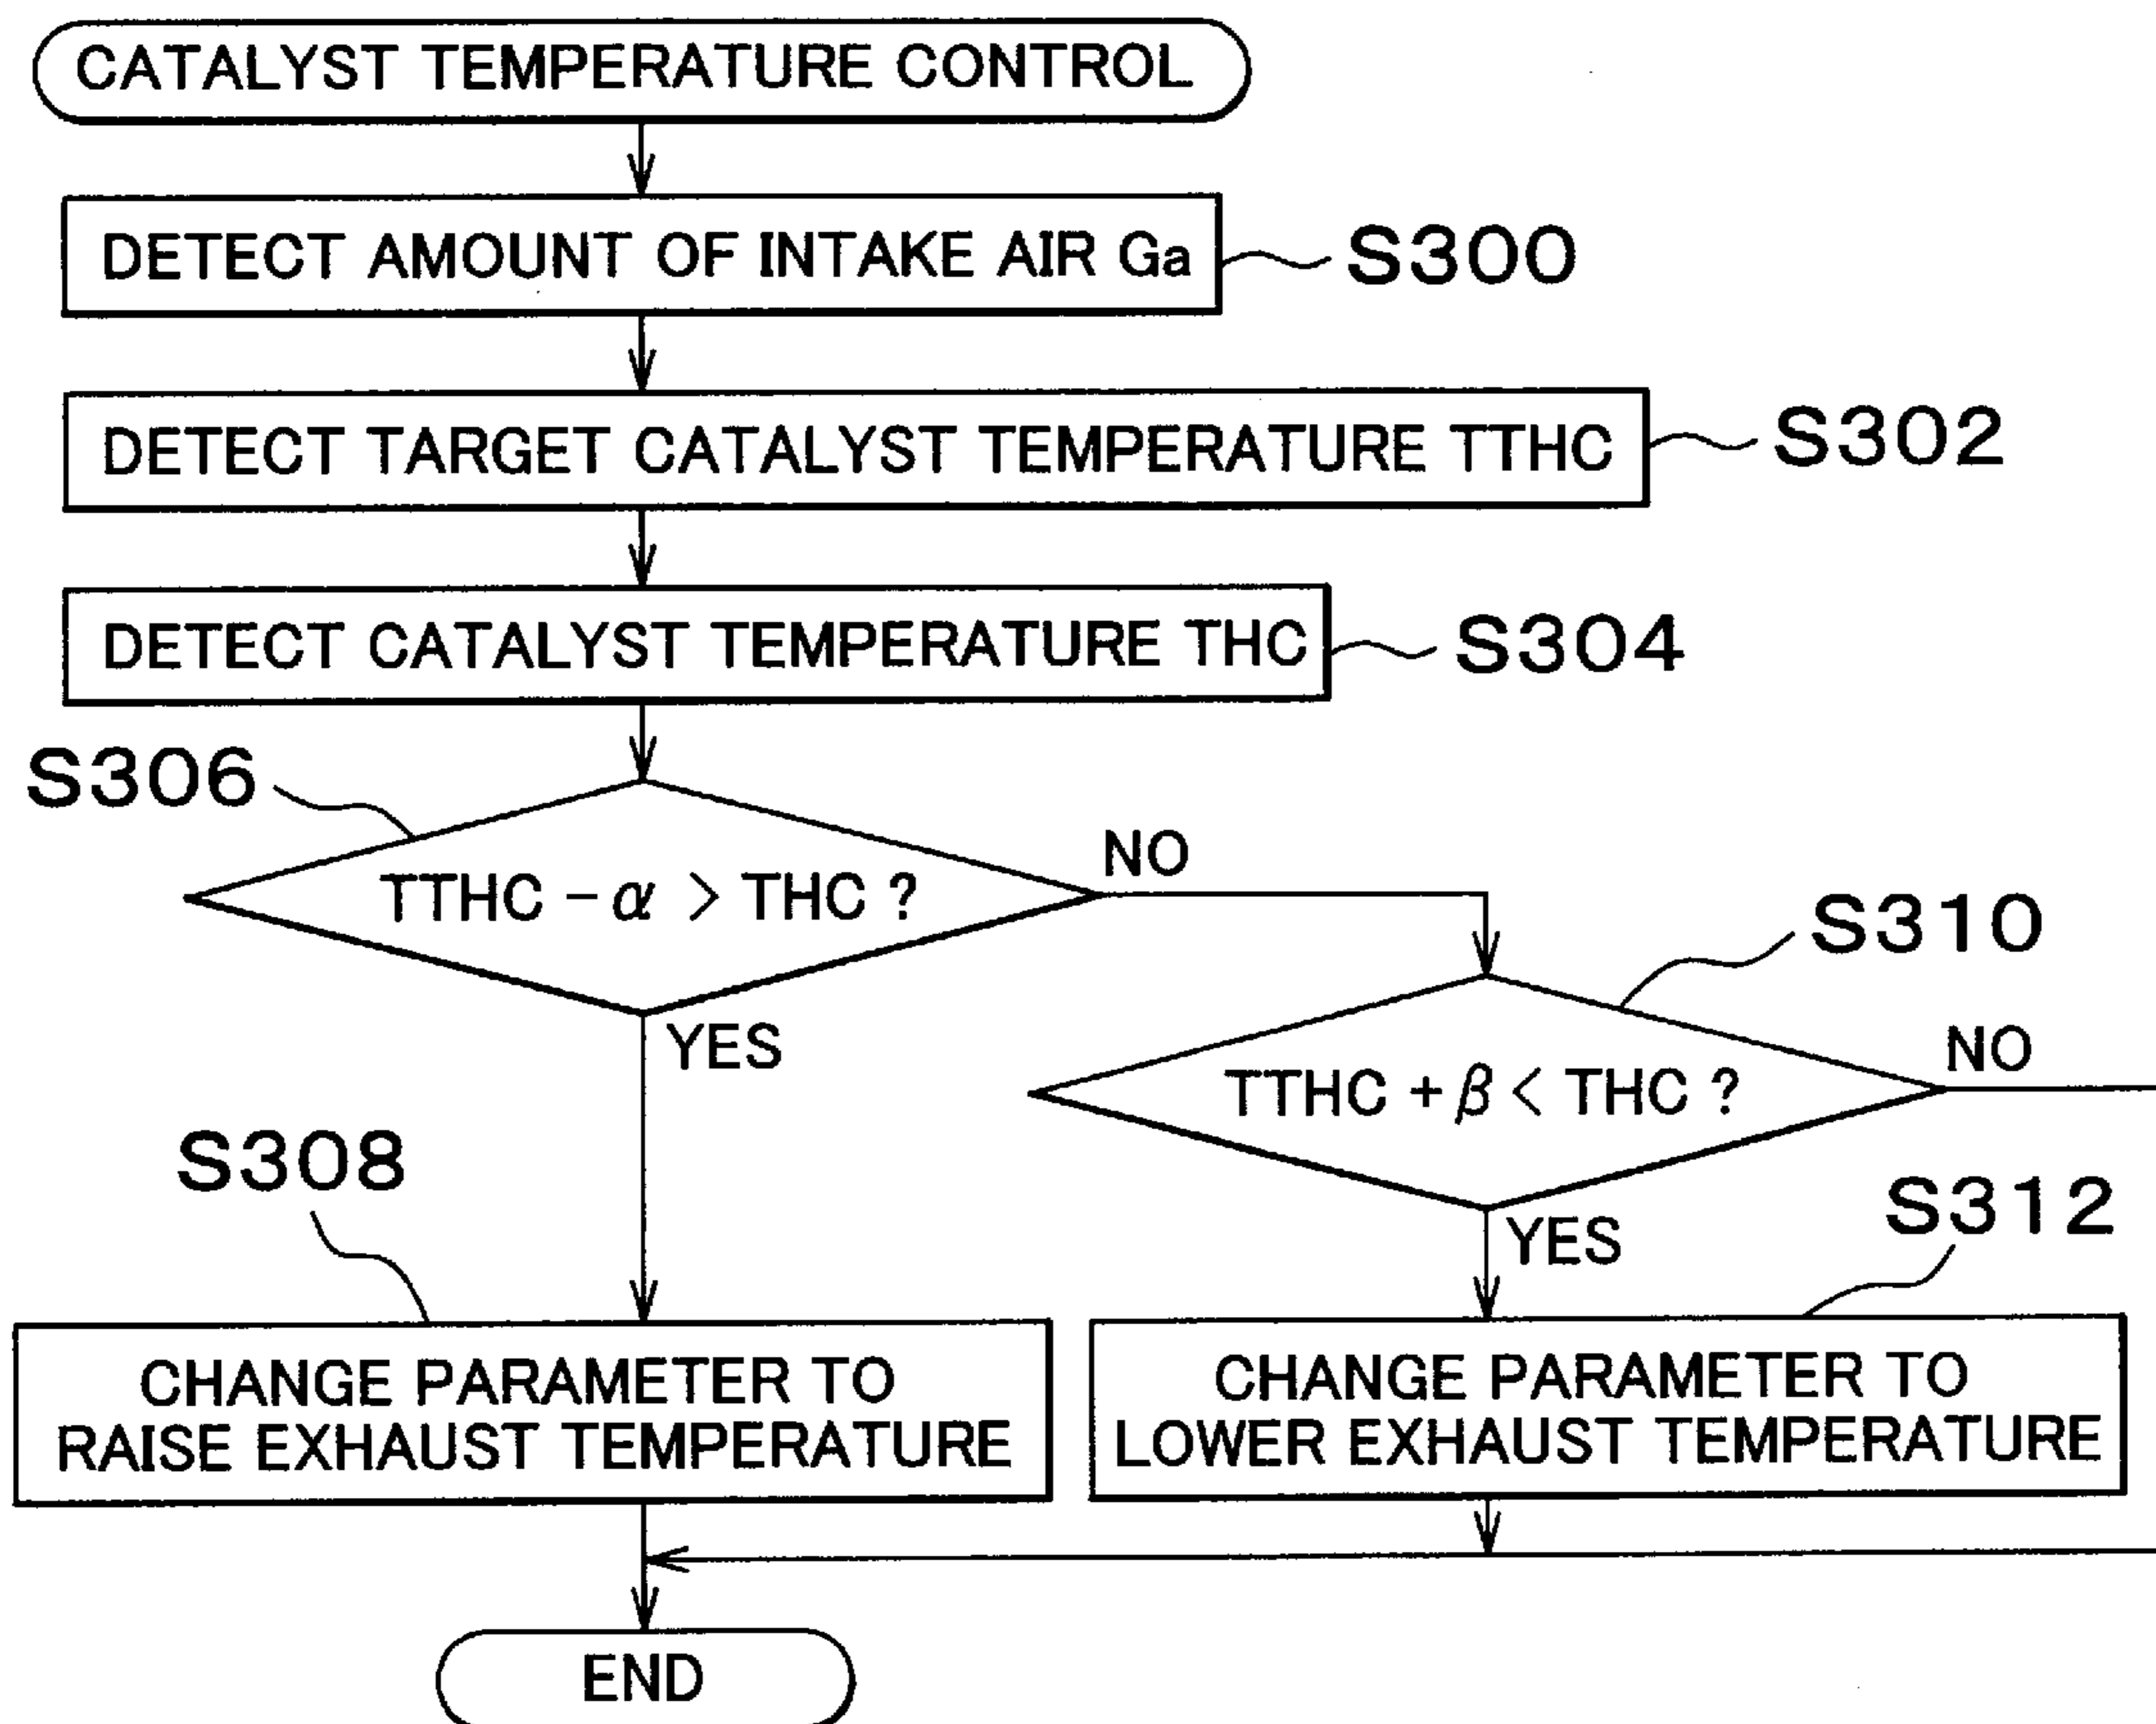 CATALYST TEMPERATURE CONTROL
DETECT AMOUNT OF INTAKE AIR Ga
S300
DETECT TARGET CATALYST TEMPERATURE TTHC
S302
DETECT CATALYST TEMPERATURE THC
S304
S306
TTHC - α > THC ?
NO
YES
S310
TTHC + β < THC ?
NO
YES
S308
S312
CHANGE PARAMETER TO
RAISE EXHAUST TEMPERATURE
CHANGE PARAMETER TO
LOWER EXHAUST TEMPERATURE
END